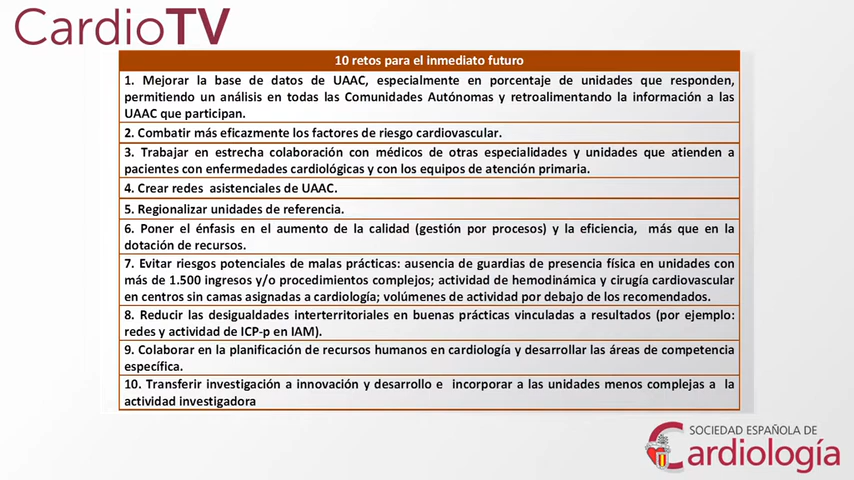 CardioTV
10 retos para el inmediato futuro
1. Mejorar la base de datos de UAAC, especialmente en porcentaje de unidades que responden,
permitiendo un análisis en todas las Comunidades Autónomas y retroalimentando la información a las
UAAC que participan.
2. Combatir más eficazmente los factores de riesgo cardiovascular.
3. Trabajar en estrecha colaboración con médicos de otras especialidades y unidades que atienden a
pacientes con enfermedades cardiológicas y con los equipos de atención primaria.
4. Crear redes asistenciales de UAAC.
5. Regionalizar unidades de referencia.
6. Poner el énfasis en el aumento de la calidad (gestión por procesos) y la eficiencia, más que en la
dotación de recursos.
7. Evitar riesgos potenciales de malas prácticas: ausencia de guardias de presencia física en unidades con
más de 1.500 ingresos y/o procedimientos complejos; actividad de hemodinámica y cirugía cardiovascular
en centros sin camas asignadas a cardiología; volúmenes de actividad por debajo de los recomendados.
8. Reducir las desigualdades interterritoriales en buenas prácticas vinculadas a resultados (por ejemplo:
redes y actividad de ICP-p en IAM).
9. Colaborar en la planificación de recursos humanos en cardiología y desarrollar las áreas de competencia
específica.
10. Transferir investigación a innovación y desarrollo e incorporar a las unidades menos complejas a la
actividad investigadora
SOCIEDAD ESPAÑOLA DE
Cardiología